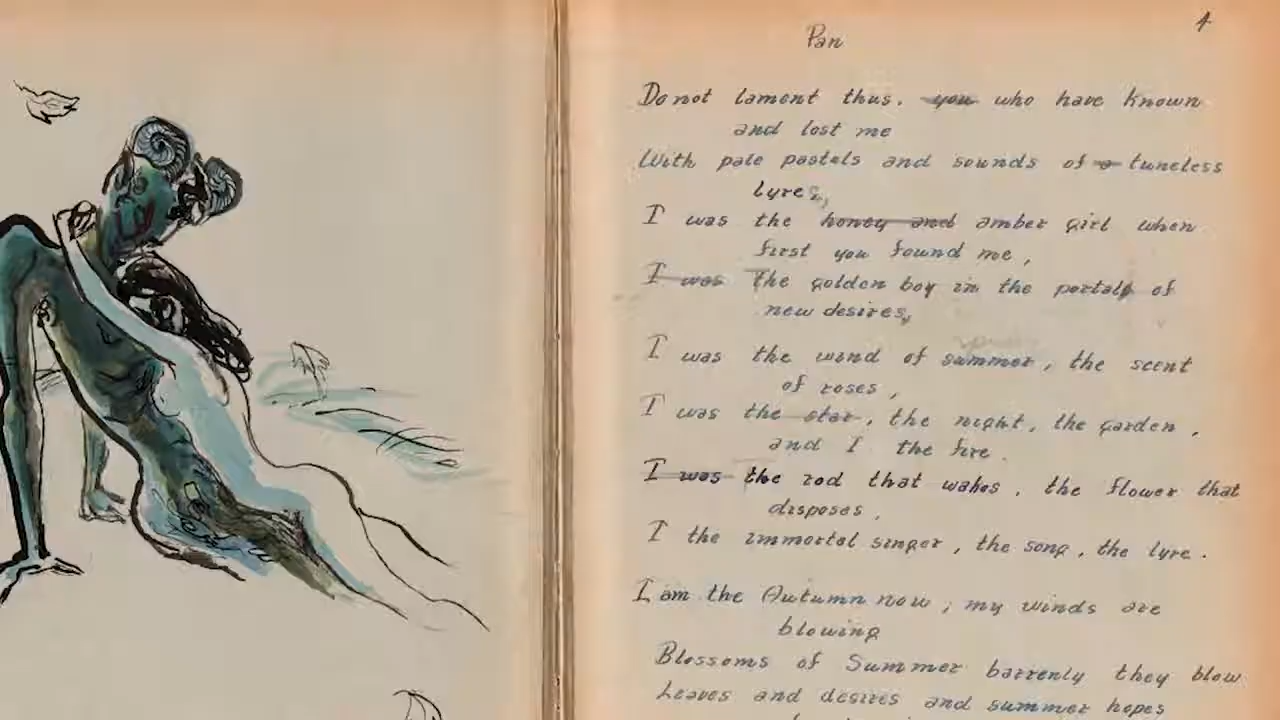 4
Pan
Do not lament thus, you who have known
and lost me
With pale pastels and sounds of a tuneless
lyres,
I was the honey and amber girl when
first you found me,
I was The golden boy in the portals of
new desires,
I was the wind of summer, the scent
of roses,
I was the star, the night, the garden,
and I the fire.
I was the rod that wakes, the flower that
disposes,
I the immortal singer, the song, the lyre.
I am the Autumn now, my winds are
blowing
Blossoms of Summer barrenly they blow
Leaves and desires and summer hopes